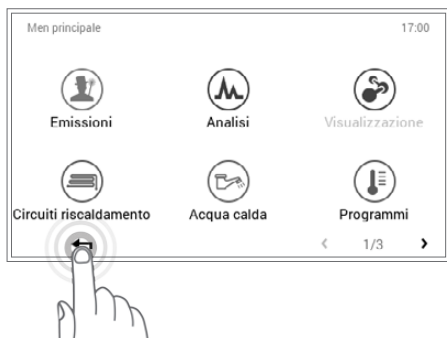 Men principale 17:00
Emissioni Analisi Visualizzazione
Circuiti riscaldamento Acqua calda Programmi
1/3